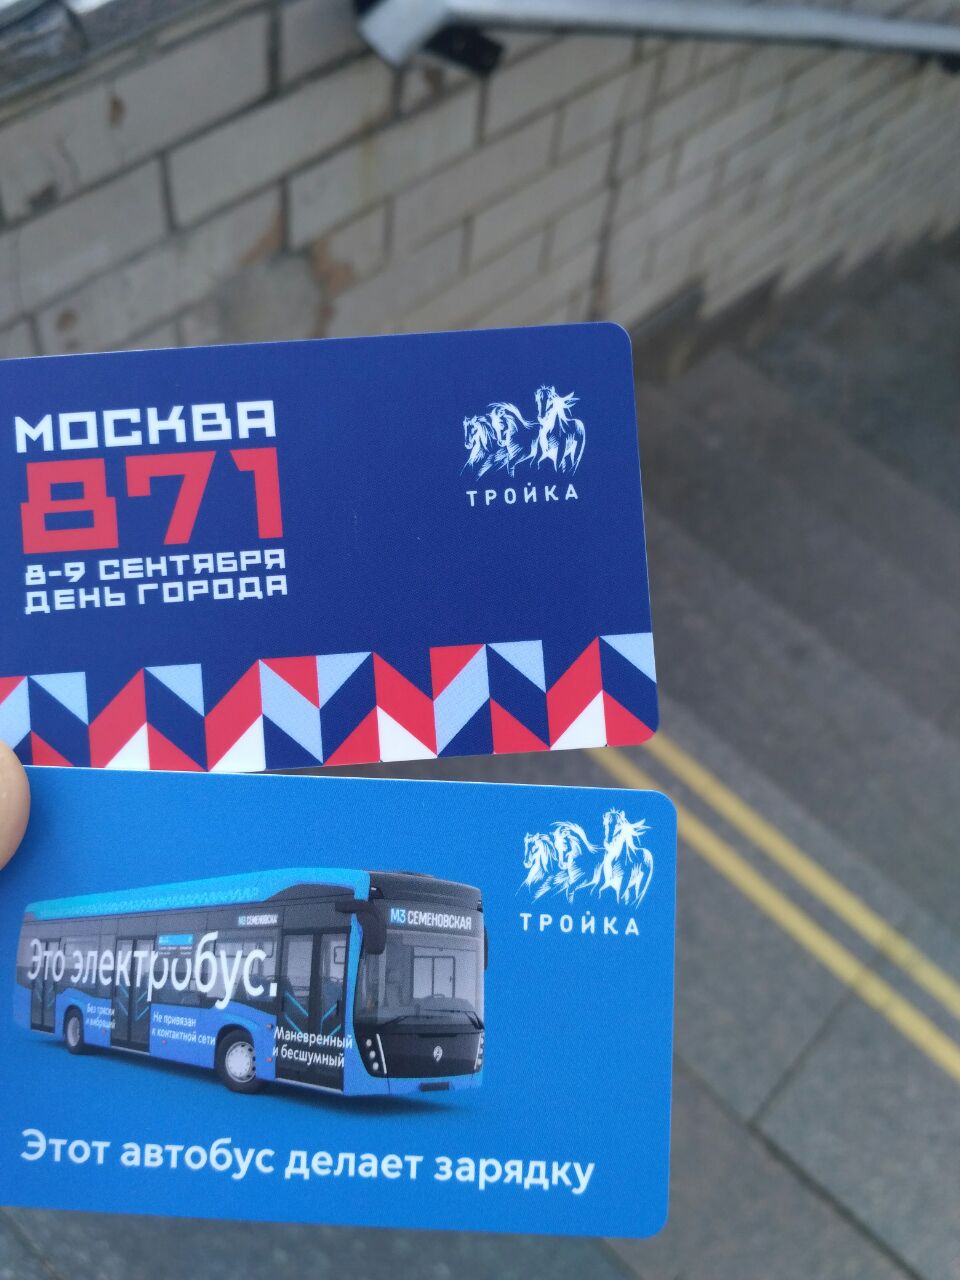 МОСКВА
871
8-9 СЕНТЯБРЯ
ДЕНЬ ГОРОДА
ТРОЙКА
ТРОЙКА
М3 СЕМЕНОВСКАЯ
М3 СЕМЕНОВСКАЯ
Это электробус.
Без тряски
и вибраций
Не привязан
к контактной сети
Маневренный
и бесшумный
Этот автобус делает зарядку